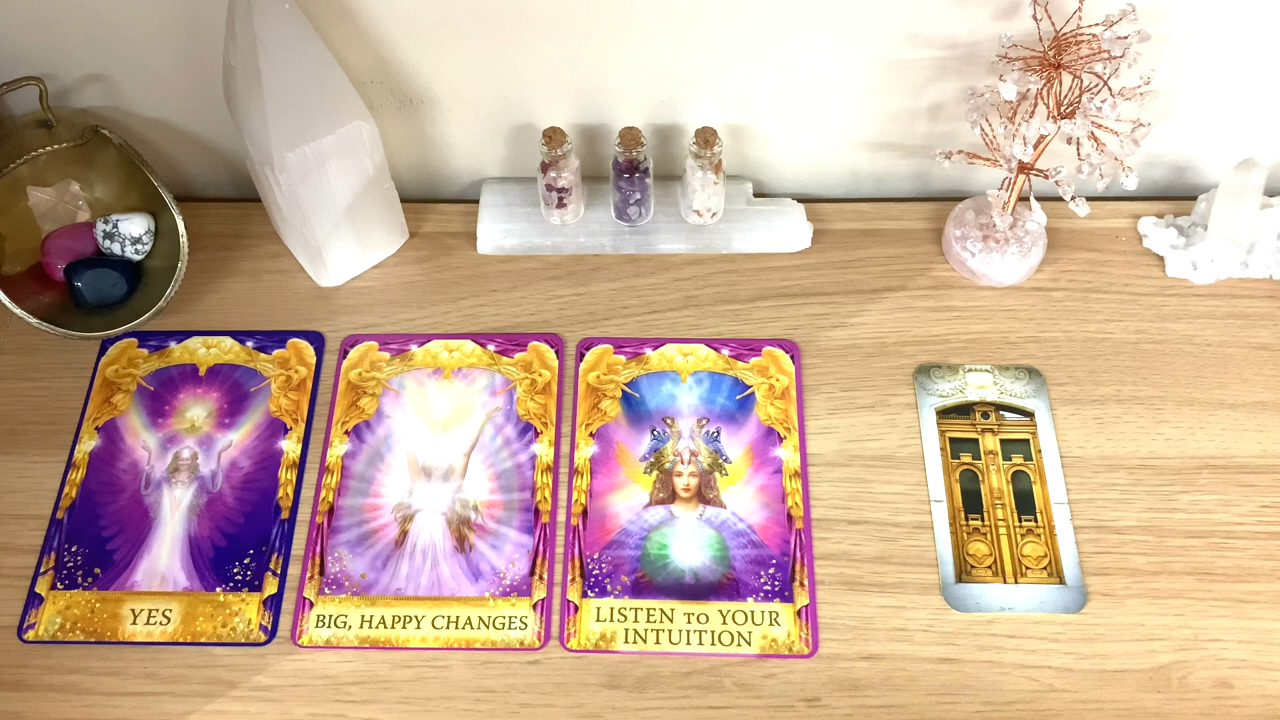 YES
BIG, HAPPY CHANGES
LISTEN TO YOUR
INTUITION